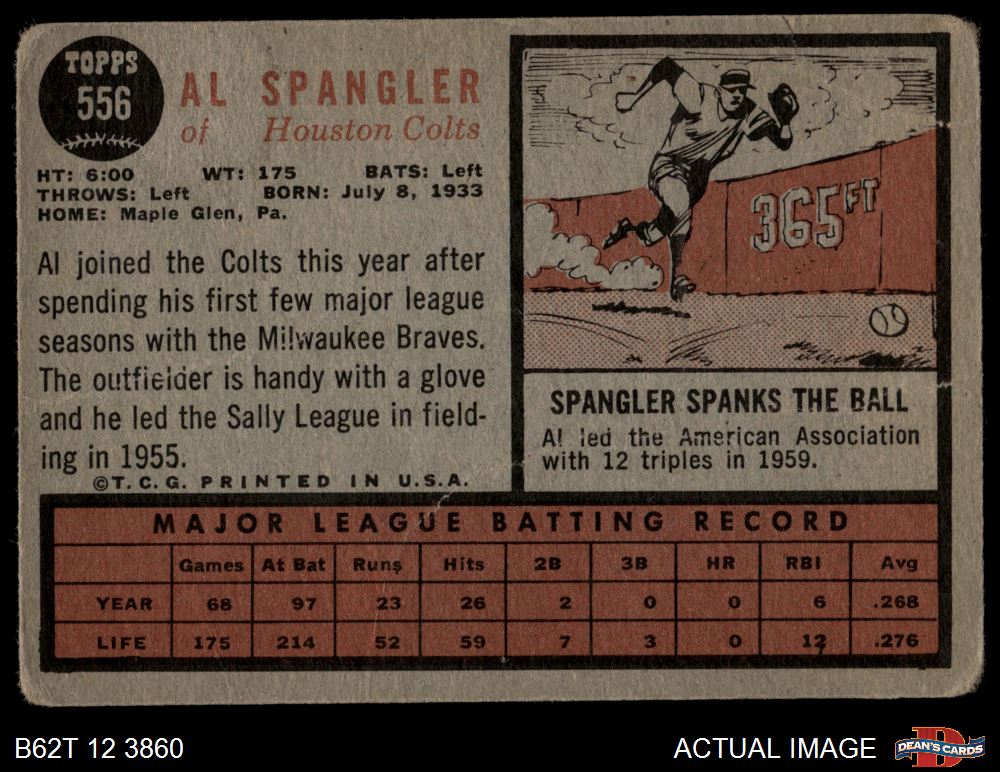 TOPPS
556
AL SPANGLER
of Houston Colts
HT: 6:00 WT: 175 BATS: Left
THROWS: Left BORN: July 8, 1933
HOME: Maple Glen, Pa.
Al joined the Colts this year after
spending his first few major league
seasons with the Milwaukee Braves.
The outfielder is handy with a glove
and he led the Sally League in field-
ing in 1955.
©T.C.G. PRINTED IN U.S.A.
365FT
SPANGLER SPANKS THE BALL
Al led the American Association
with 12 triples in 1959.
MAJOR LEAGUE BATTING RECORD
Games At Bat Runs Hits 2B 3B HR RBI Avg
YEAR 68 97 23 26 2 0 0 6 .268
LIFE 175 214 52 59 7 3 0 12 .276
B62T 12 3860
ACTUAL IMAGE
D
DEAN'S CARDS